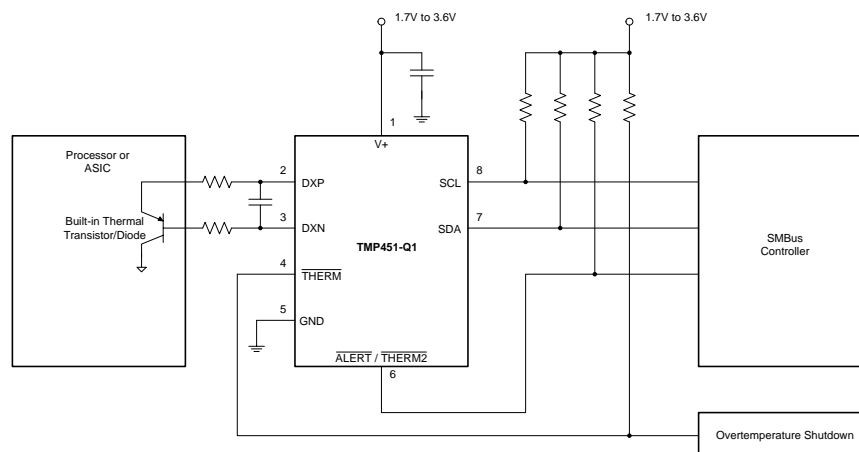 1.7V to 3.6V
1.7V to 3.6V
1
V+
Processor or
ASIC
2
DXP
8
SCL
Built-in Thermal
Transistor/Diode
3
DXN
7
SDA
TMP451-Q1
SMBus
Controller
4
THERM
5
GND
ALERT / THERM2
6
Overtemperature Shutdown